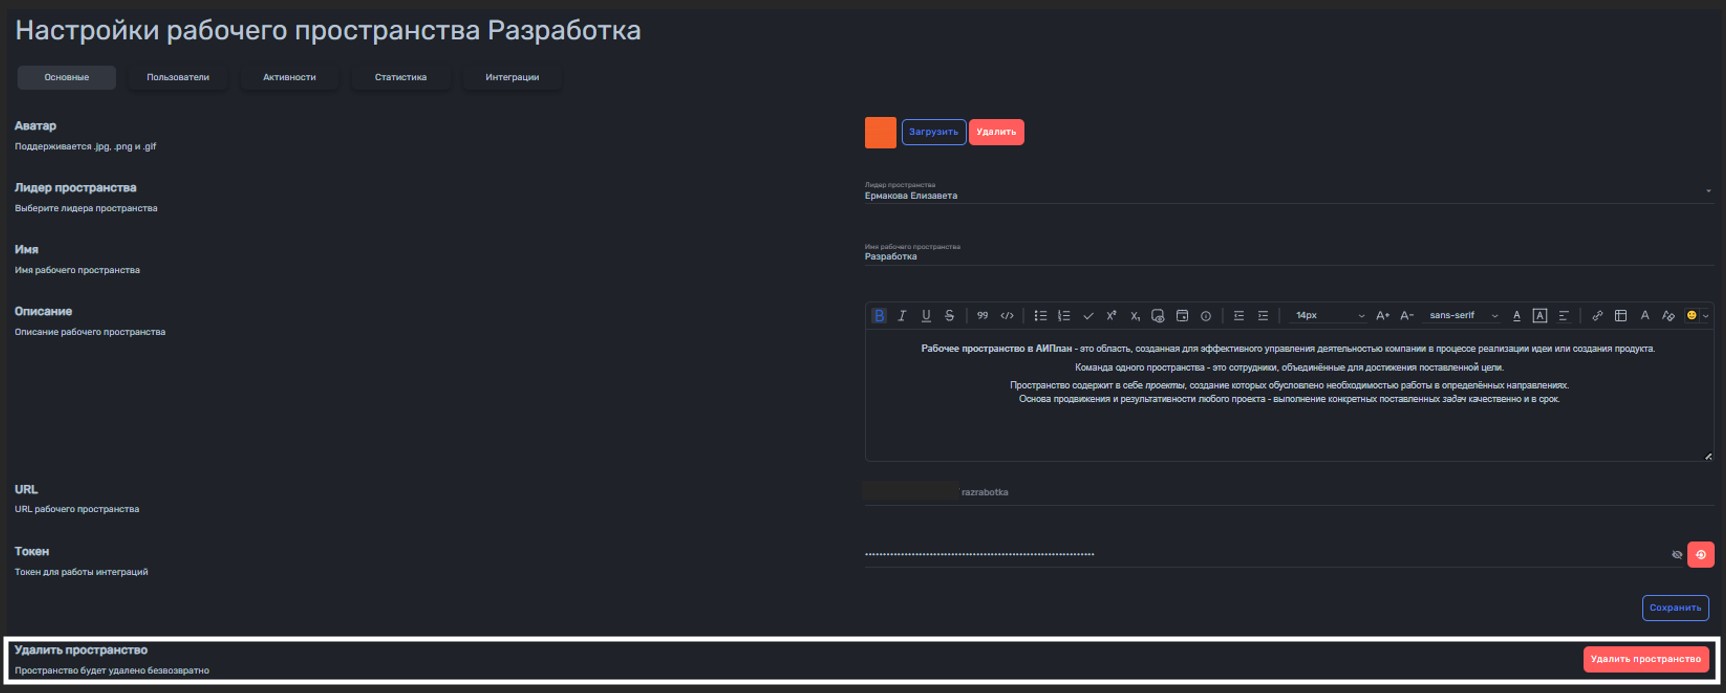 Настройки рабочего пространства Разработка
Основные Пользователи Активности Статистика Интеграции
Аватар
Поддерживается .jpg, .png и .gif
Загрузить Удалить
Лидер пространства
Выберите лидера пространства
Лидер пространства
Ермакова Елизавета
Имя
Имя рабочего пространства
Имя рабочего пространства
Разработка
Описание
Описание рабочего пространства
14px sans-serif
Рабочее пространство в АИПлан - это область, созданная для эффективного управления деятельностью компании в процессе реализации идеи или создания продукта.
Команда одного пространства - это сотрудники, объединённые для достижения поставленной цели.
Пространство содержит в себе проекты, создание которых обусловлено необходимостью работы в определённых направлениях.
Основа продвижения и результативности любого проекта - выполнение конкретных поставленных задач качественно и в срок.
URL
URL рабочего пространства
razrabotka
Токен
Токен для работы интеграций
Сохранить
Удалить пространство
Пространство будет удалено безвозвратно
Удалить пространство